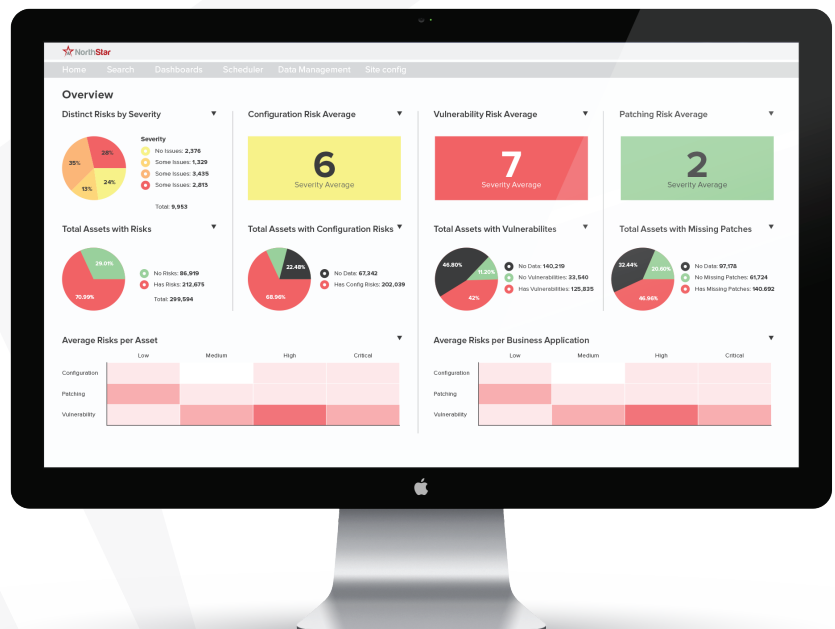 NorthStar
Home Search Dashboards Scheduler Data Management Site config
Overview
Distinct Risks by Severity
28%
35%
24%
13%
Severity
No Issues: 2,376
Some Issues: 1,329
Some Issues: 3,435
Some Issues: 2,813
Total: 9,953
Configuration Risk Average
6
Severity Average
Vulnerability Risk Average
7
Severity Average
Patching Risk Average
2
Severity Average
Total Assets with Risks
29.01%
70.99%
No Risks: 86,919
Has Risks: 212,675
Total: 299,594
Total Assets with Configuration Risks
22.48%
68.96%
No Data: 67,342
Has Config Risks: 202,039
Total Assets with Vulnerabilites
46.80%
11.20%
42%
No Data: 140,219
No Vulnerabilities: 33,540
Has Vulnerabilities: 125,835
Total Assets with Missing Patches
32.44%
20.60%
46.96%
No Data: 97,178
No Missing Patches: 61,724
Has Missing Patches: 140.692
Average Risks per Asset
Low Medium High Critical
Configuration
Patching
Vulnerability
Average Risks per Business Application
Low Medium High Critical
Configuration
Patching
Vulnerability